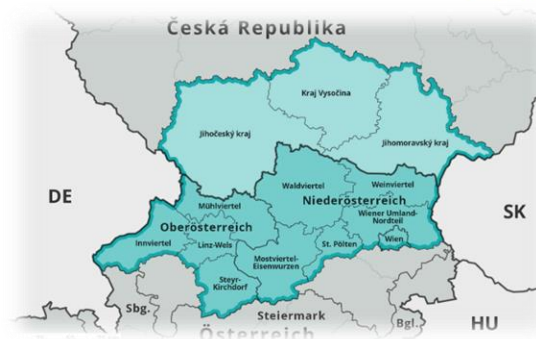 Česká Republika
Kraj Vysočina
Jihočeský kraj
Jihomoravský kraj
DE
Waldviertel
Weinviertel
SK
Mühlviertel
Niederösterreich
Oberösterreich
Wiener Umland-
Nordteil
Innviertel
Linz-Wels
St. Pölten
Wien
Mostviertel-
Eisenwurzen
Steyr-
Kirchdorf
Sbg.
Steiermark
Bgl.
HU
Österreich